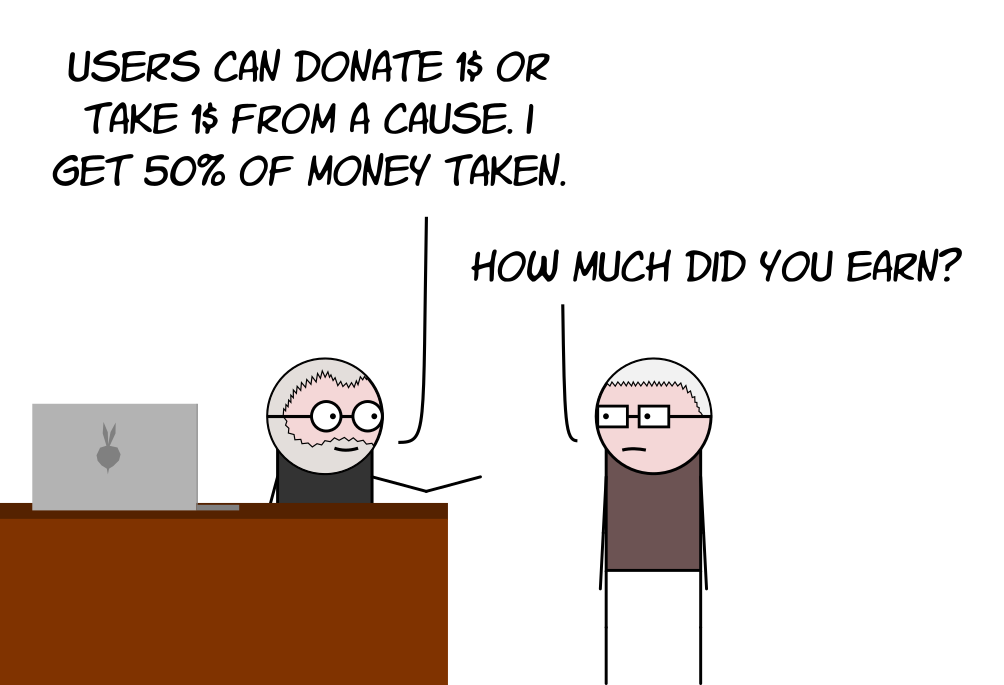 USERS CAN DONATE 1$ OR
TAKE 1$ FROM A CAUSE. I
GET 50% OF MONEY TAKEN.
HOW MUCH DID YOU EARN?